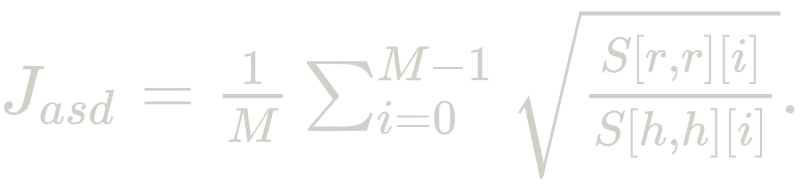 J_{asd} = \frac{1}{M} \sum_{i=0}^{M-1} \sqrt{\frac{S[r,r][i]}{S[h,h][i]}}.